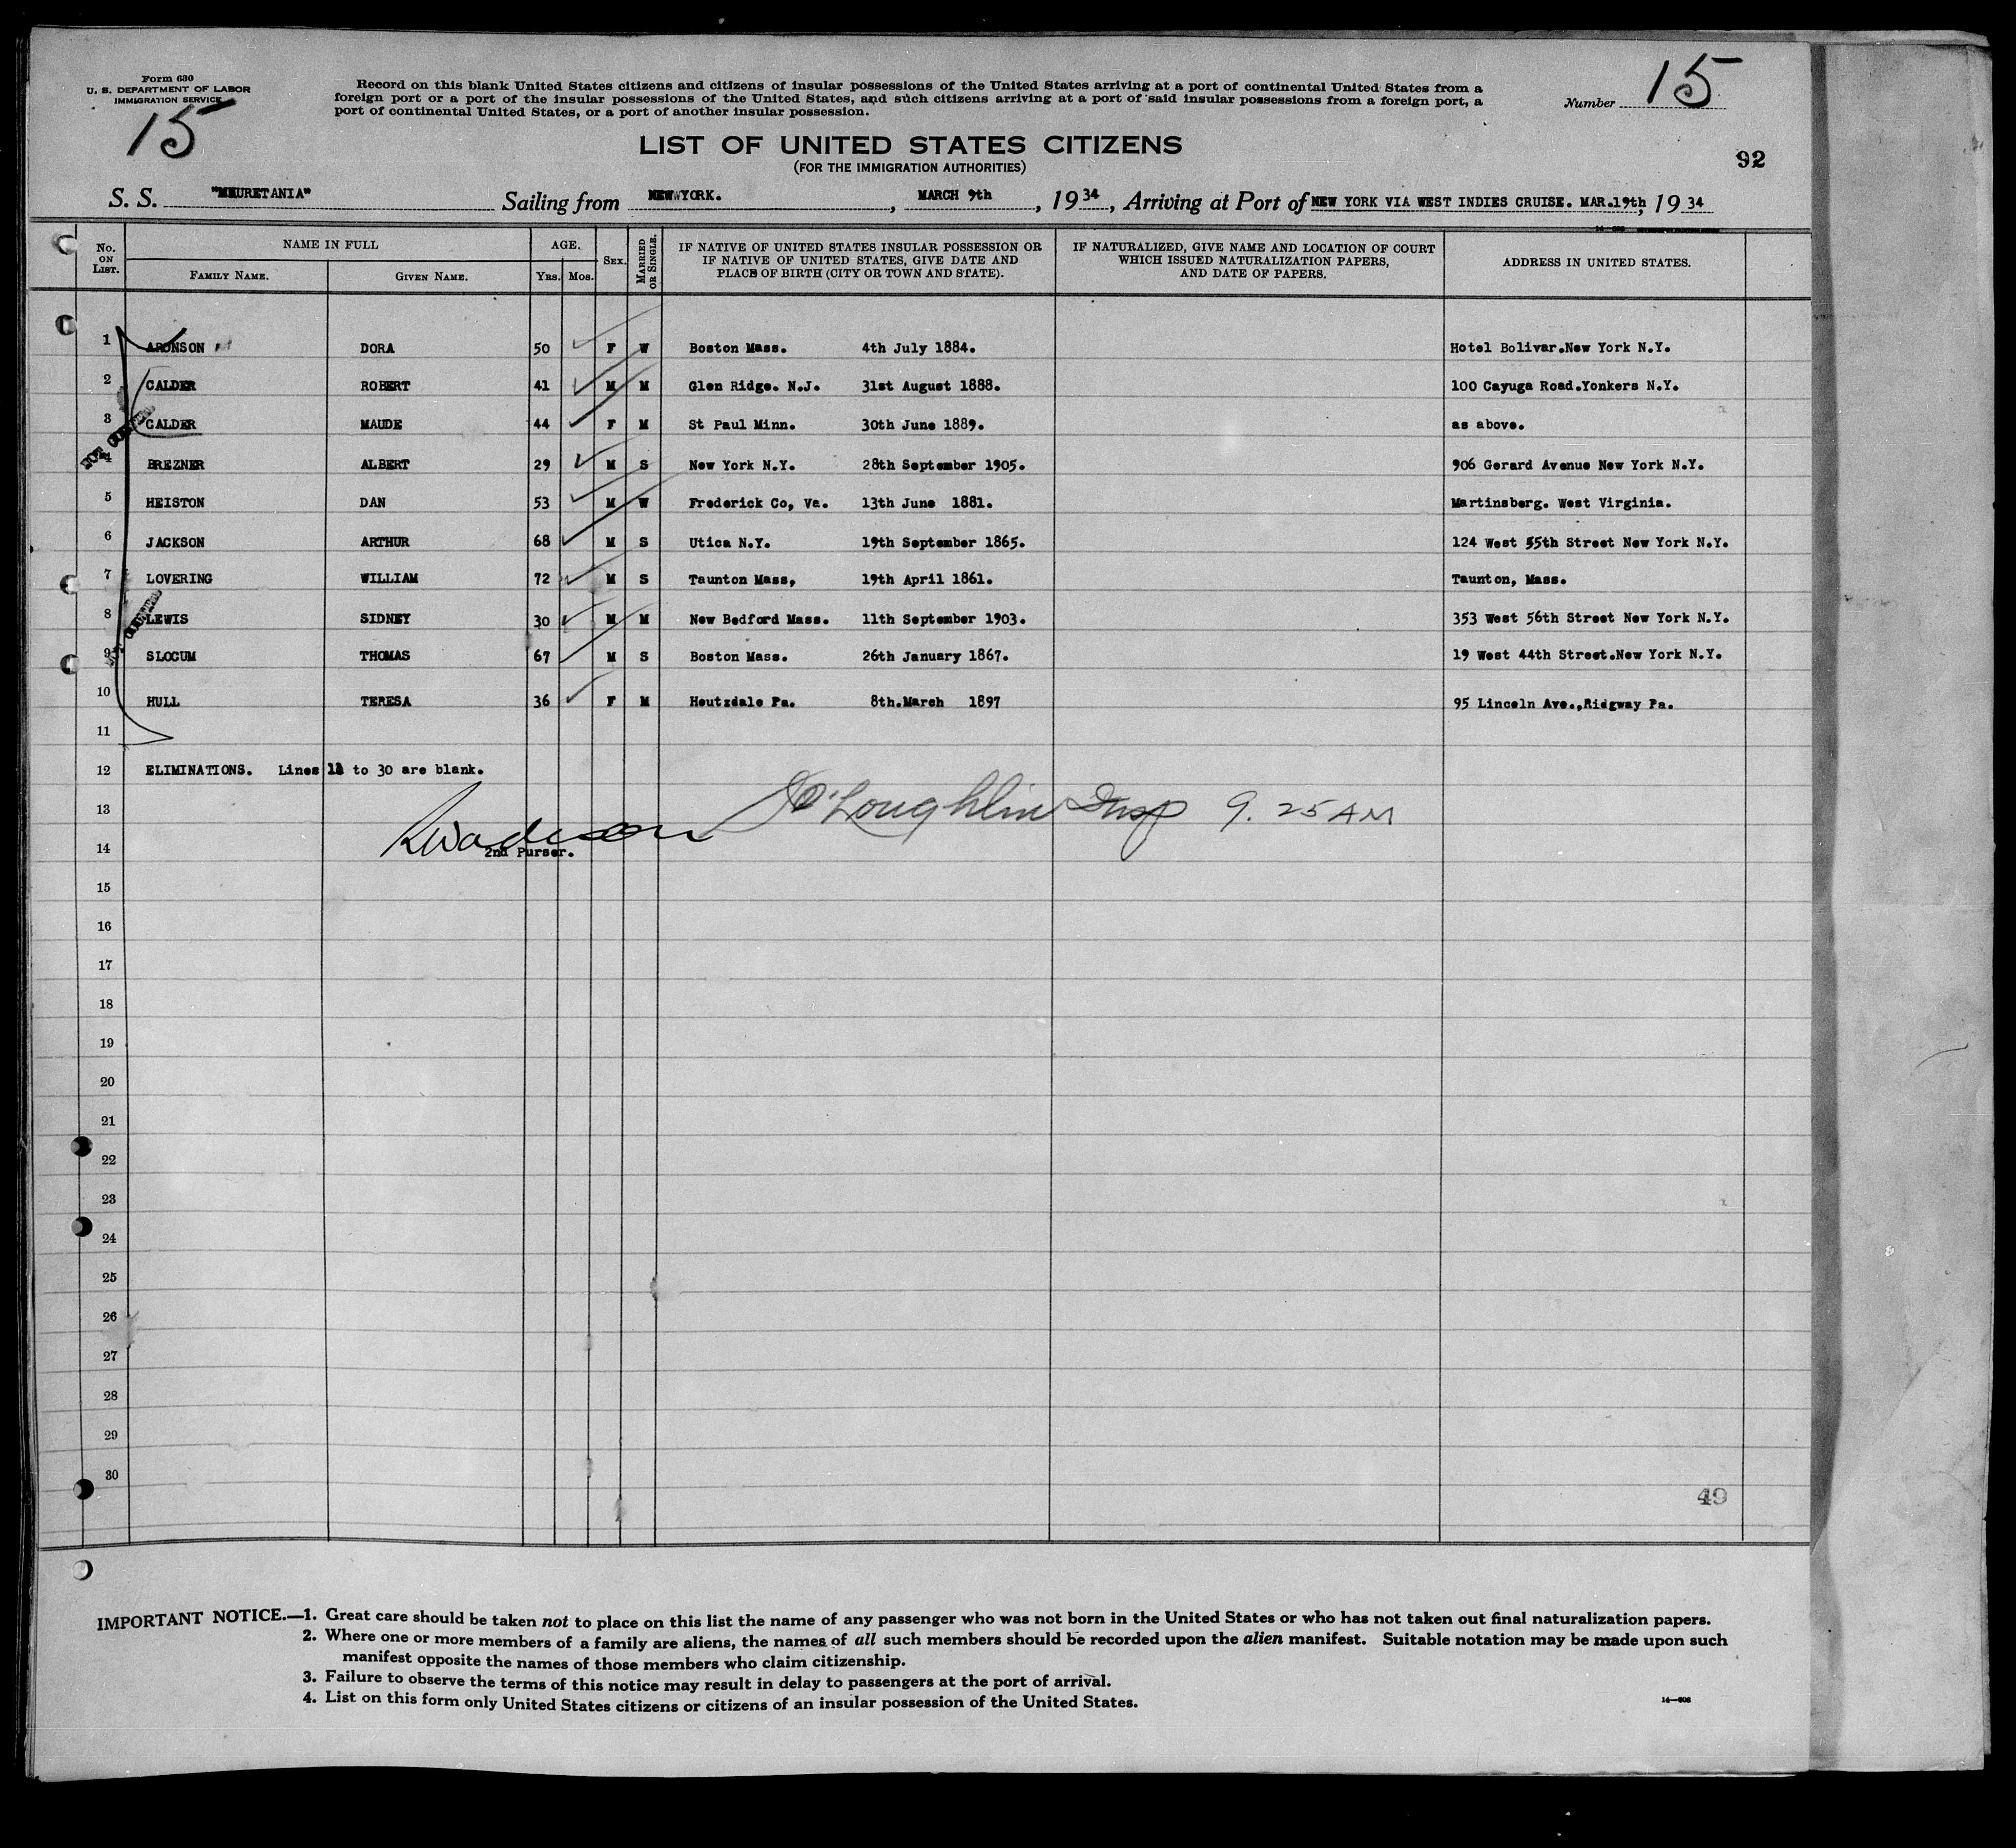 Form 630
U. S. DEPARTMENT OF LABOR
IMMIGRATION SERVICE
15
Record on this blank United States citizens and citizens of insular possessions of the United States arriving at a port of continental United States from a
foreign port or a port of the insular possessions of the United States, and such citizens arriving at a port of said insular possessions from a foreign port, a
port of continental United States, or a port of another insular possession.
Number 15
LIST OF UNITED STATES CITIZENS
(FOR THE IMMIGRATION AUTHORITIES)
92
S. S. "MEURETANIA" Sailing from NEW YORK. , MARCH 9th , 1934, Arriving at Port of NEW YORK VIA WEST INDIES CRUISE. MAR.19th, 1934
No. ON LIST. NAME IN FULL FAMILY NAME. GIVEN NAME. AGE. YRS. MOS. SEX. MARRIED OR SINGLE. IF NATIVE OF UNITED STATES INSULAR POSSESSION OR IF NATIVE OF UNITED STATES, GIVE DATE AND PLACE OF BIRTH (CITY OR TOWN AND STATE). IF NATURALIZED, GIVE NAME AND LOCATION OF COURT WHICH ISSUED NATURALIZATION PAPERS, AND DATE OF PAPERS. ADDRESS IN UNITED STATES.
1 ARONSON DORA 50 F W Boston Mass. 4th July 1884. Hotel Bolivar.New York N.Y.
2 CALDER ROBERT 41 M M Glen Ridge. N.J. 31st August 1888. 100 Cayuga Road.Yonkers N.Y.
3 CALDER MAUDE 44 F M St Paul Minn. 30th June 1889. as above.
4 BREZNER ALBERT 29 M S New York N.Y. 28th September 1905. 906 Gerard Avenue New York N.Y.
5 HEISTON DAN 53 M W Frederick Co, Va. 13th June 1881. Martinsberg. West Virginia.
6 JACKSON ARTHUR 68 M S Utica N.Y. 19th September 1865. 124 West 55th Street New York N.Y.
7 LOVERING WILLIAM 72 M S Taunton Mass, 19th April 1861. Taunton, Mass.
8 LEWIS SIDNEY 30 M M New Bedford Mass. 11th September 1903. 353 West 56th Street New York N.Y.
9 SLOCUM THOMAS 67 M S Boston Mass. 26th January 1867. 19 West 44th Street.New York N.Y.
10 HULL TERESA 36 F M Houtzdale Pa. 8th.March 1897 95 Lincoln Ave.,Ridgway Pa.
11
12 ELIMINATIONS. Lines to 30 are blank.
13 O'Loughlin Insp 9.25 AM
14 2nd Purser.
15
16
17
18
19
20
21
22
23
24
25
26
27
28
29
30
49
IMPORTANT NOTICE.—1. Great care should be taken not to place on this list the name of any passenger who was not born in the United States or who has not taken out final naturalization papers.
2. Where one or more members of a family are aliens, the names of all such members should be recorded upon the alien manifest. Suitable notation may be made upon such
manifest opposite the names of those members who claim citizenship.
3. Failure to observe the terms of this notice may result in delay to passengers at the port of arrival.
4. List on this form only United States citizens or citizens of an insular possession of the United States.
14—608